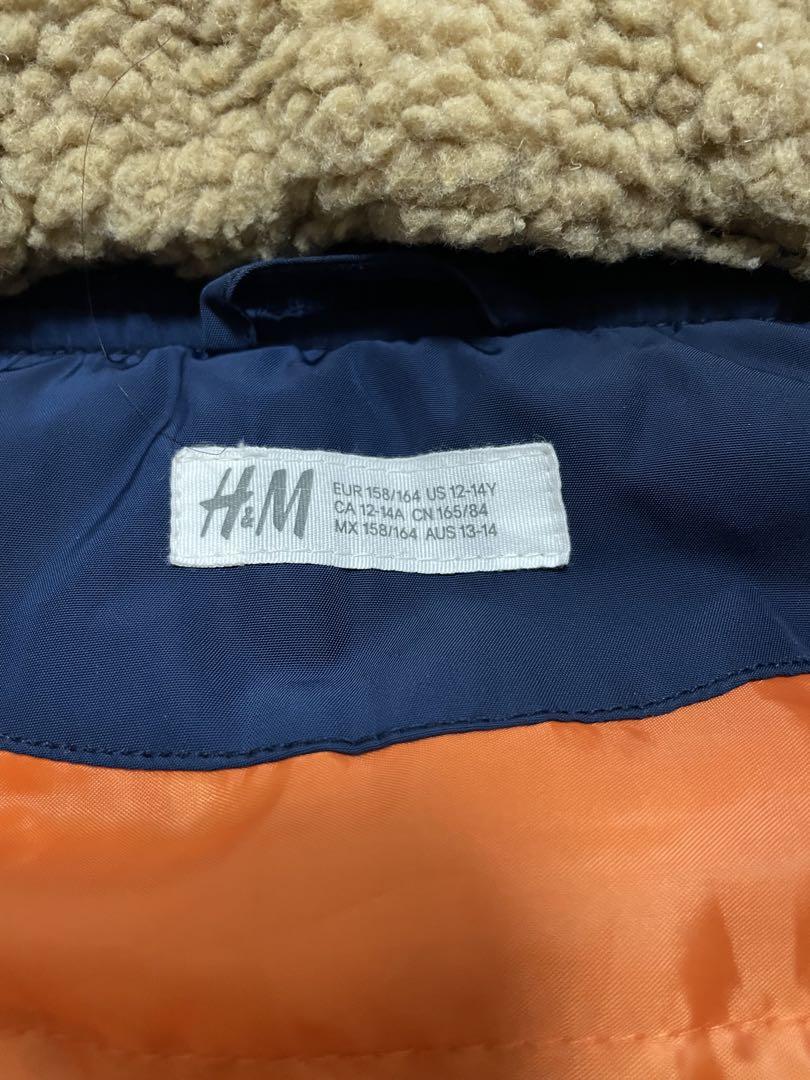 H&M
EUR 158/164 US 12-14Y
CA 12-14A CN 165/84
MX 158/164 AUS 13-14